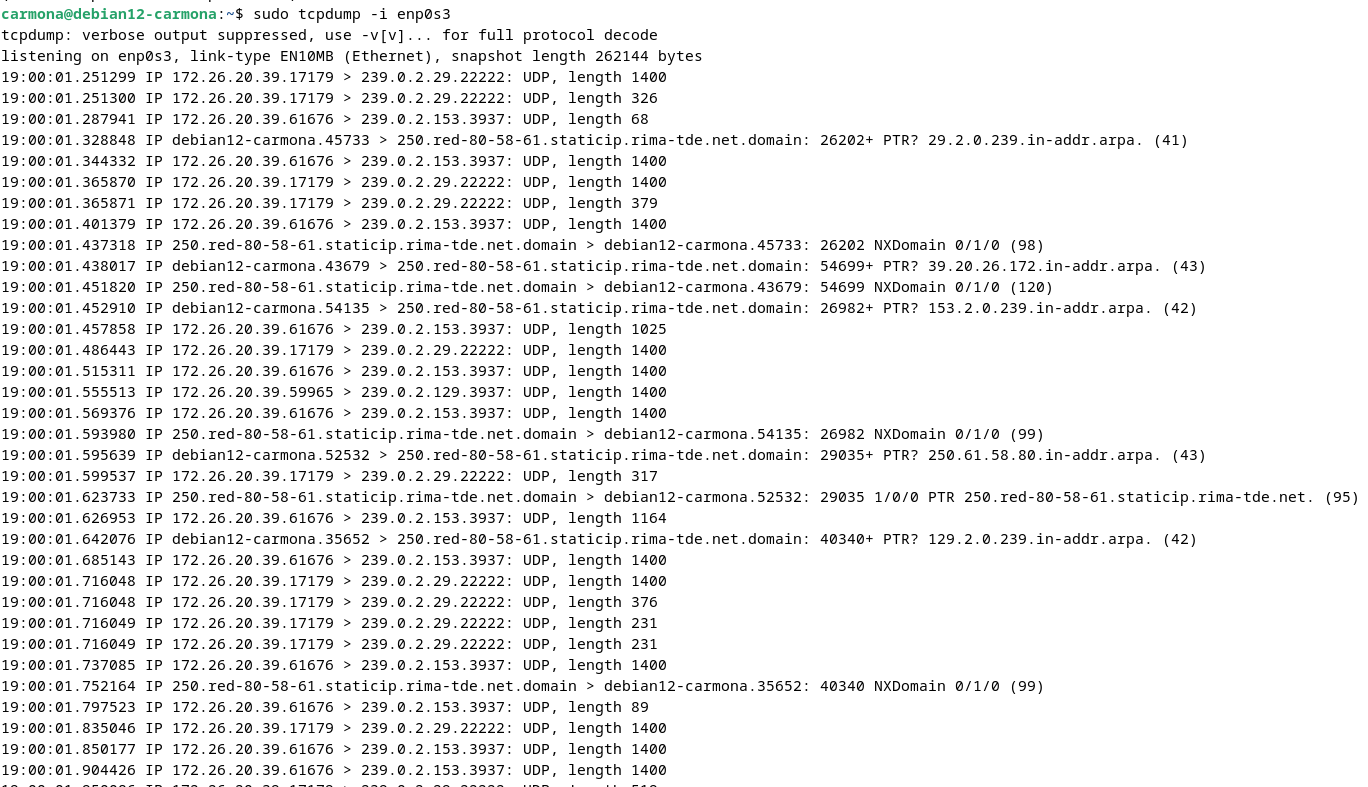 carmona@debian12-carmona:~$ sudo tcpdump -i enp0s3
tcpdump: verbose output suppressed, use -v[v]... for full protocol decode
listening on enp0s3, link-type EN10MB (Ethernet), snapshot length 262144 bytes
19:00:01.251299 IP 172.26.20.39.17179 > 239.0.2.29.22222: UDP, length 1400
19:00:01.251300 IP 172.26.20.39.17179 > 239.0.2.29.22222: UDP, length 326
19:00:01.287941 IP 172.26.20.39.61676 > 239.0.2.153.3937: UDP, length 68
19:00:01.328848 IP debian12-carmona.45733 > 250.red-80-58-61.staticip.rima-tde.net.domain: 26202+ PTR? 29.2.0.239.in-addr.arpa. (41)
19:00:01.344332 IP 172.26.20.39.61676 > 239.0.2.153.3937: UDP, length 1400
19:00:01.365870 IP 172.26.20.39.17179 > 239.0.2.29.22222: UDP, length 1400
19:00:01.365871 IP 172.26.20.39.17179 > 239.0.2.29.22222: UDP, length 379
19:00:01.401379 IP 172.26.20.39.61676 > 239.0.2.153.3937: UDP, length 1400
19:00:01.437318 IP 250.red-80-58-61.staticip.rima-tde.net.domain > debian12-carmona.45733: 26202 NXDomain 0/1/0 (98)
19:00:01.438017 IP debian12-carmona.43679 > 250.red-80-58-61.staticip.rima-tde.net.domain: 54699+ PTR? 39.20.26.172.in-addr.arpa. (43)
19:00:01.451820 IP 250.red-80-58-61.staticip.rima-tde.net.domain > debian12-carmona.43679: 54699 NXDomain 0/1/0 (120)
19:00:01.452910 IP debian12-carmona.54135 > 250.red-80-58-61.staticip.rima-tde.net.domain: 26982+ PTR? 153.2.0.239.in-addr.arpa. (42)
19:00:01.457858 IP 172.26.20.39.61676 > 239.0.2.153.3937: UDP, length 1025
19:00:01.486443 IP 172.26.20.39.17179 > 239.0.2.29.22222: UDP, length 1400
19:00:01.515311 IP 172.26.20.39.61676 > 239.0.2.153.3937: UDP, length 1400
19:00:01.555513 IP 172.26.20.39.59965 > 239.0.2.129.3937: UDP, length 1400
19:00:01.569376 IP 172.26.20.39.61676 > 239.0.2.153.3937: UDP, length 1400
19:00:01.593980 IP 250.red-80-58-61.staticip.rima-tde.net.domain > debian12-carmona.54135: 26982 NXDomain 0/1/0 (99)
19:00:01.595639 IP debian12-carmona.52532 > 250.red-80-58-61.staticip.rima-tde.net.domain: 29035+ PTR? 250.61.58.80.in-addr.arpa. (43)
19:00:01.599537 IP 172.26.20.39.17179 > 239.0.2.29.22222: UDP, length 317
19:00:01.623733 IP 250.red-80-58-61.staticip.rima-tde.net.domain > debian12-carmona.52532: 29035 1/0/0 PTR 250.red-80-58-61.staticip.rima-tde.net. (95)
19:00:01.626953 IP 172.26.20.39.61676 > 239.0.2.153.3937: UDP, length 1164
19:00:01.642076 IP debian12-carmona.35652 > 250.red-80-58-61.staticip.rima-tde.net.domain: 40340+ PTR? 129.2.0.239.in-addr.arpa. (42)
19:00:01.685143 IP 172.26.20.39.61676 > 239.0.2.153.3937: UDP, length 1400
19:00:01.716048 IP 172.26.20.39.17179 > 239.0.2.29.22222: UDP, length 1400
19:00:01.716048 IP 172.26.20.39.17179 > 239.0.2.29.22222: UDP, length 376
19:00:01.716049 IP 172.26.20.39.17179 > 239.0.2.29.22222: UDP, length 231
19:00:01.716049 IP 172.26.20.39.17179 > 239.0.2.29.22222: UDP, length 231
19:00:01.737085 IP 172.26.20.39.61676 > 239.0.2.153.3937: UDP, length 1400
19:00:01.752164 IP 250.red-80-58-61.staticip.rima-tde.net.domain > debian12-carmona.35652: 40340 NXDomain 0/1/0 (99)
19:00:01.797523 IP 172.26.20.39.61676 > 239.0.2.153.3937: UDP, length 89
19:00:01.835046 IP 172.26.20.39.17179 > 239.0.2.29.22222: UDP, length 1400
19:00:01.850177 IP 172.26.20.39.61676 > 239.0.2.153.3937: UDP, length 1400
19:00:01.904426 IP 172.26.20.39.61676 > 239.0.2.153.3937: UDP, length 1400